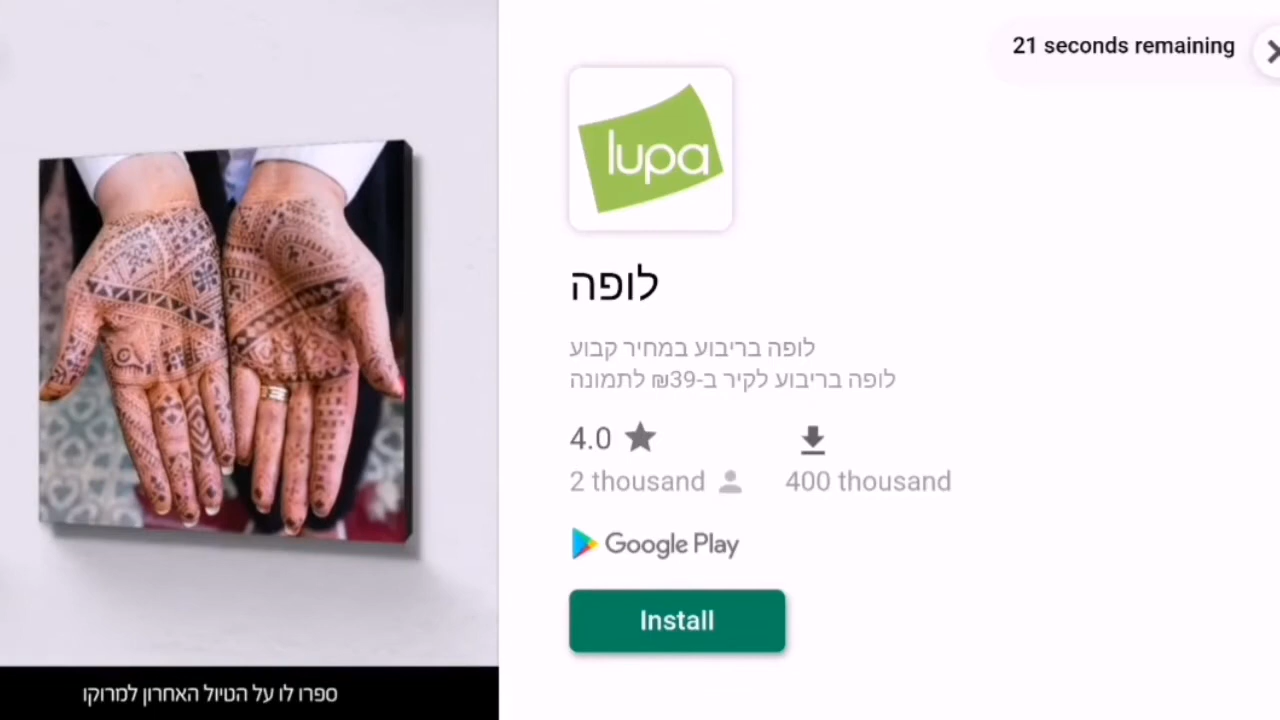 21 seconds remaining
lupa
לופה
לופה בריבוע במחיר קבוע
לופה בריבוע לקיר ב-39₪ לתמונה
4.0
2 thousand
400 thousand
Google Play
Install
ספרו לו על הטיול האחרון למרוקו